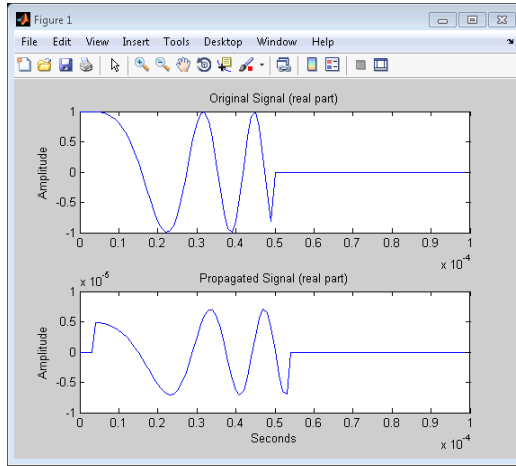 Figure 1
File Edit View Insert Tools Desktop Window Help
Original Signal (real part)
1
0.5
0
-0.5
-1
Amplitude
0 0.1 0.2 0.3 0.4 0.5 0.6 0.7 0.8 0.9 1
x 10^-4
x 10^-5
Propagated Signal (real part)
1
0.5
0
-0.5
-1
Amplitude
0 0.1 0.2 0.3 0.4 0.5 0.6 0.7 0.8 0.9 1
Seconds
x 10^-4